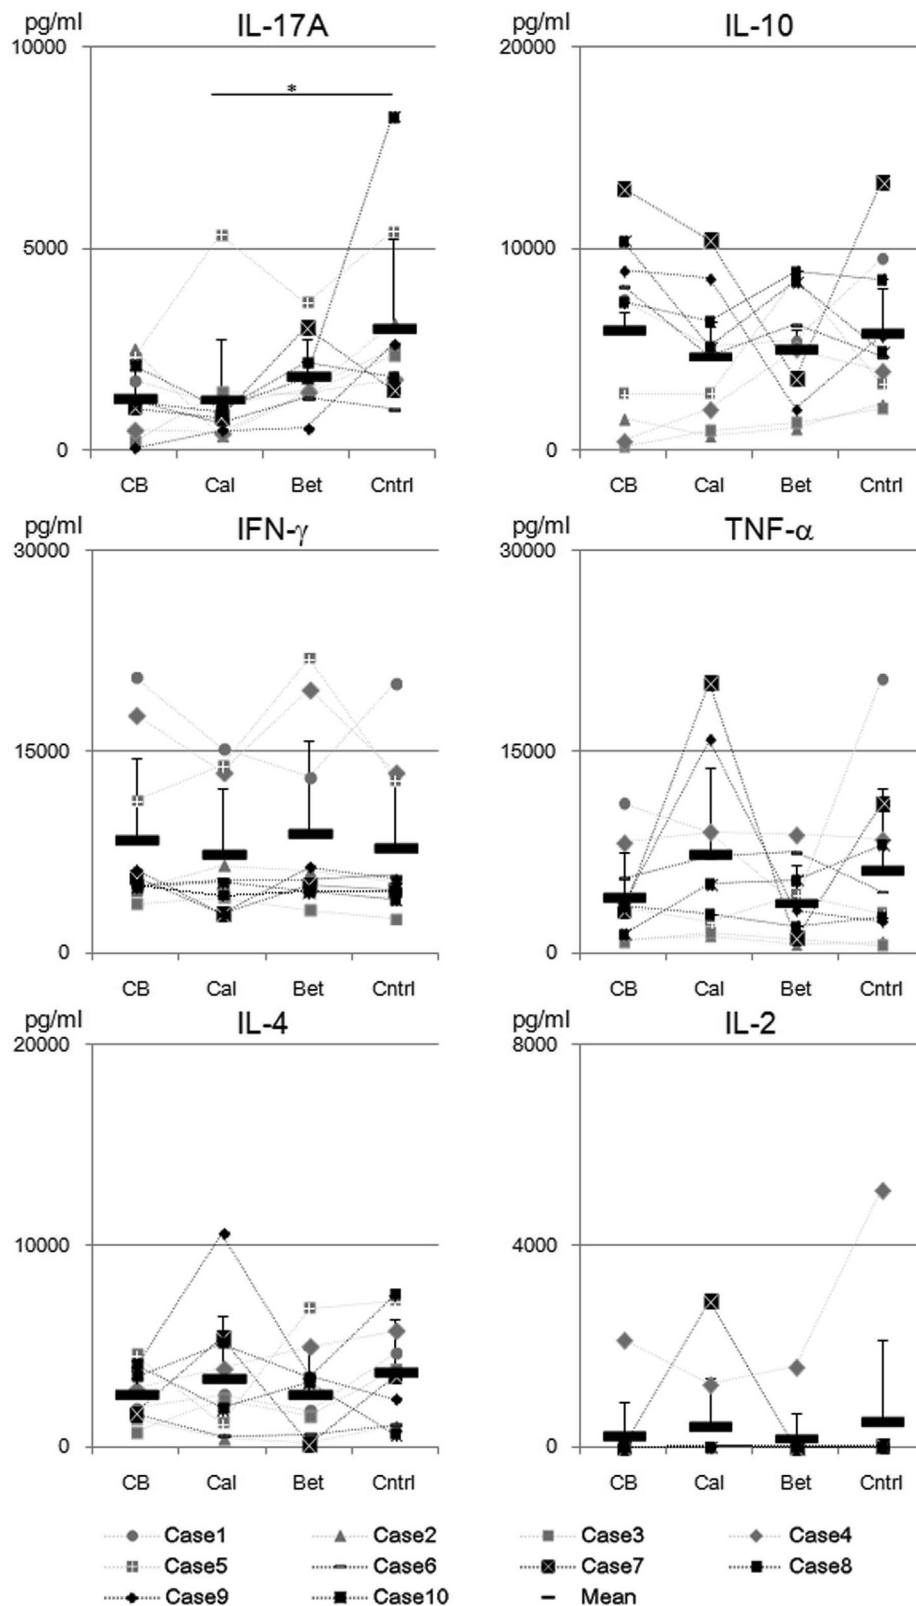 pg/ml IL-17A pg/ml IL-10
10000 20000
*
5000 10000
0 0
CB Cal Bet Cntrl CB Cal Bet Cntrl
pg/ml IFN-γ pg/ml TNF-α
30000 30000
15000 15000
0 0
CB Cal Bet Cntrl CB Cal Bet Cntrl
pg/ml IL-4 pg/ml IL-2
20000 8000
10000 4000
0 0
CB Cal Bet Cntrl CB Cal Bet Cntrl
Case1 Case2 Case3 Case4
Case5 Case6 Case7 Case8
Case9 Case10 Mean